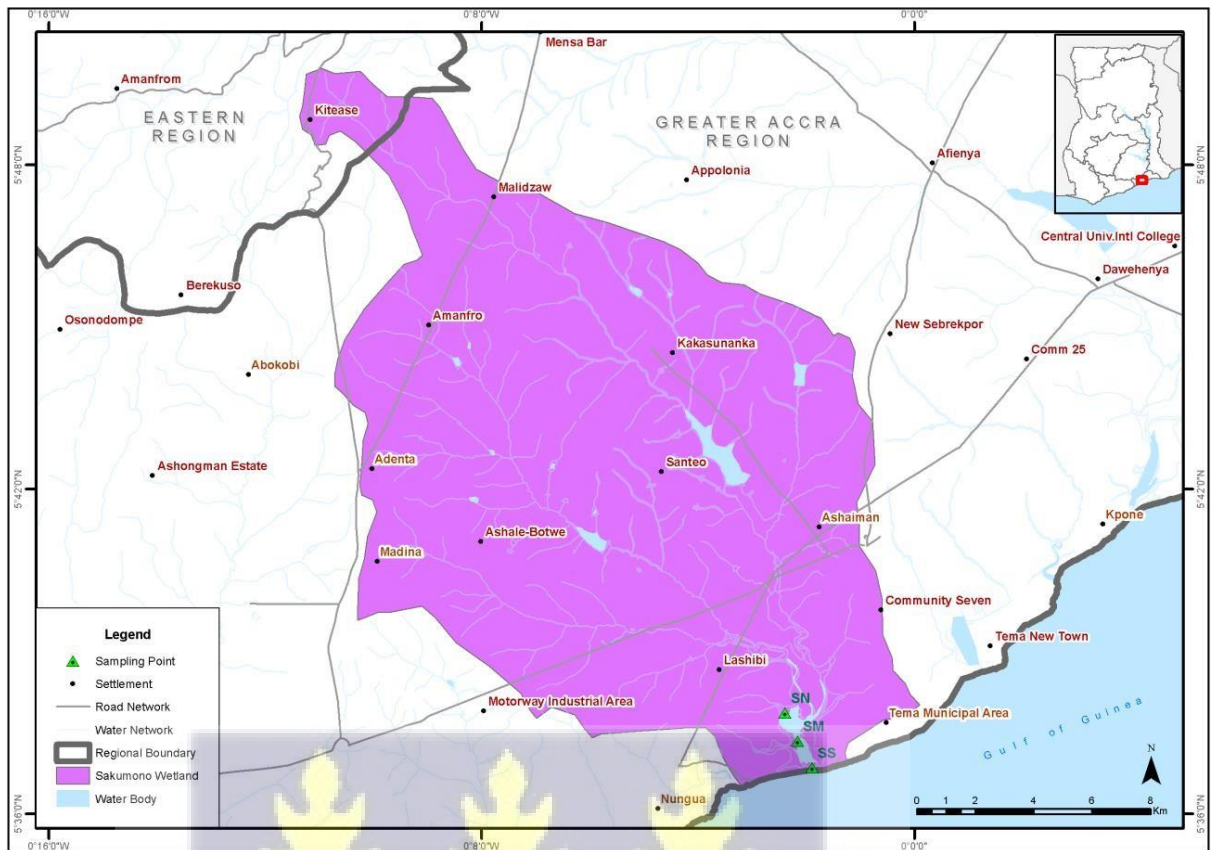 0°16'0"W
0°8'0"W
0°0'0"
Mensa Bar
Amanfrom
EASTERN
REGION
Kitease
GREATER ACCRA
REGION
Afienya
5°48'0"N
5°48'0"N
Appolonia
Malidzaw
Central Univ.Intl College
Dawehenya
Berekuso
Osonodompe
Amanfro
New Sebrekpor
Kakasunanka
Comm 25
Abokobi
Adenta
Santeo
Ashongman Estate
5°42'0"N
5°42'0"N
Ashaiman
Kpone
Ashale-Botwe
Madina
Community Seven
Legend
Sampling Point
Settlement
Road Network
Water Network
Regional Boundary
Sakumono Wetland
Water Body
Tema New Town
Lashibi
SN
Motorway Industrial Area
Tema Municipal Area
SM
SS
Gulf of Guinea
N
Nungua
0 1 2 4 6 8
Km
5°36'0"N
5°36'0"N
0°16'0"W
0°8'0"W
0°0'0"